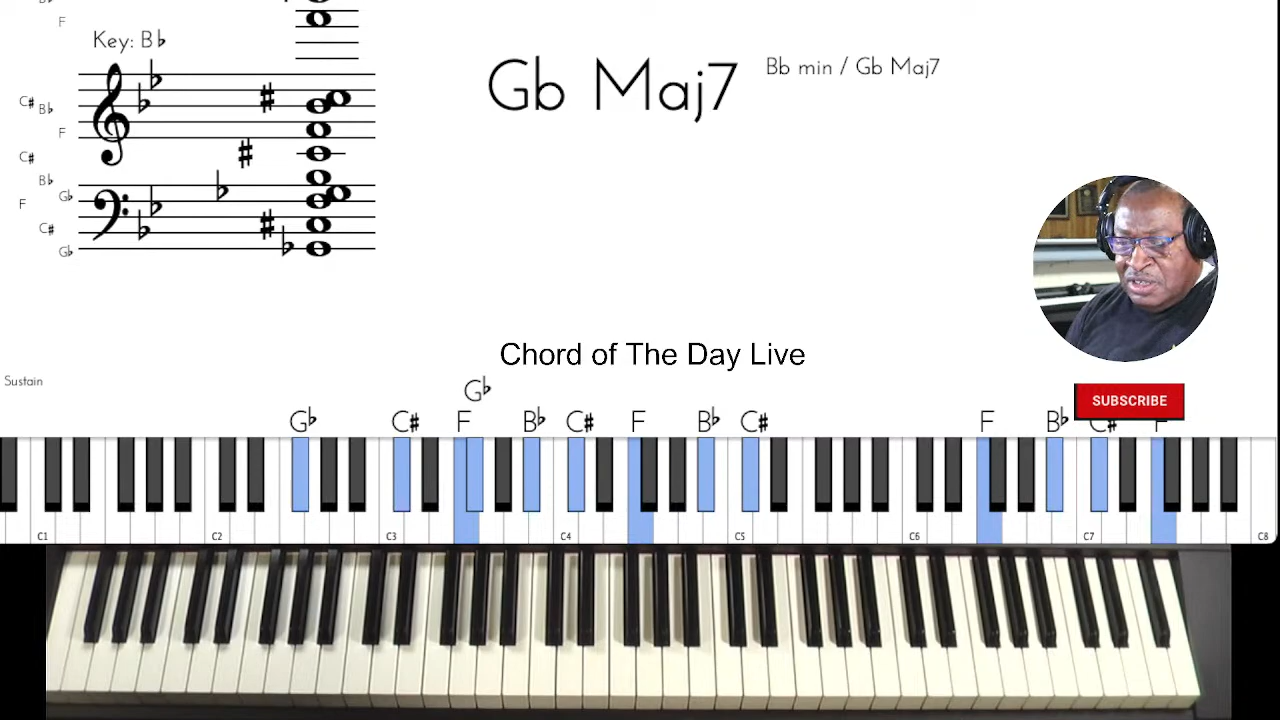 B♭
F
Key: B♭
Gb Maj7
Bb min / Gb Maj7
C♯ B♭
F
C♯
B♭
G♭
F
C♯
G♭
Chord of The Day Live
Sustain
SUBSCRIBE
G♭
G♭ C♯ F B♭ C♯ F B♭ C♯ F B♭ C♯ F
C1 C2 C3 C4 C5 C6 C7 C8